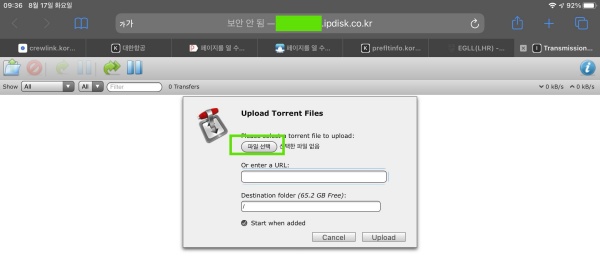 09:36 8월 17일 화요일
92%
가가 보안 안 됨 — .ipdisk.co.kr
crewlink.kor... K 대한항공 페이지를 열 수... 페이지를 열 수... K prefltinfo.kor... EGLL(LHR) -... Transmission...
Show All All Filter 0 Transfers 0 kB/s 0 kB/s
Upload Torrent Files
Please select a torrent file to upload:
파일 선택 선택한 파일 없음
Or enter a URL:
Destination folder (65.2 GB Free):
/
Start when added
Cancel Upload